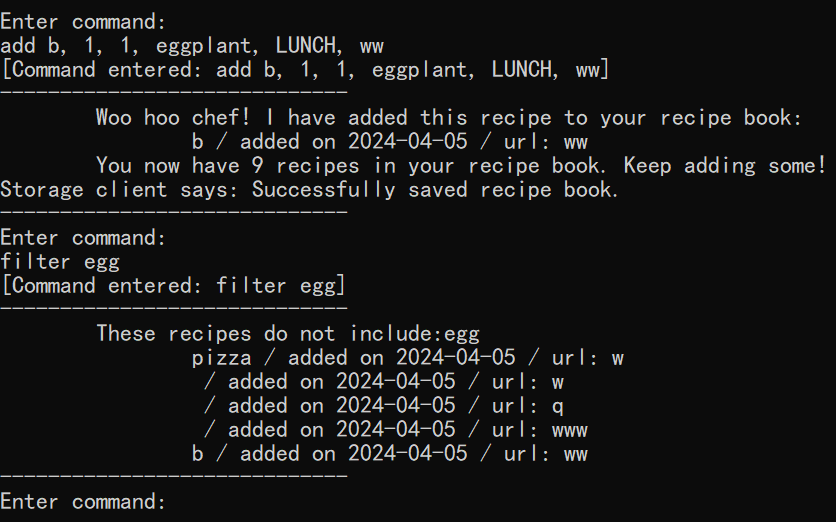 Enter command:
add b, 1, 1, eggplant, LUNCH, ww
[Command entered: add b, 1, 1, eggplant, LUNCH, ww]
-----------------------------
Woo hoo chef! I have added this recipe to your recipe book:
b / added on 2024-04-05 / url: ww
You now have 9 recipes in your recipe book. Keep adding some!
Storage client says: Successfully saved recipe book.
-----------------------------
Enter command:
filter egg
[Command entered: filter egg]
-----------------------------
These recipes do not include:egg
pizza / added on 2024-04-05 / url: w
/ added on 2024-04-05 / url: w
/ added on 2024-04-05 / url: q
/ added on 2024-04-05 / url: www
b / added on 2024-04-05 / url: ww
-----------------------------
Enter command: